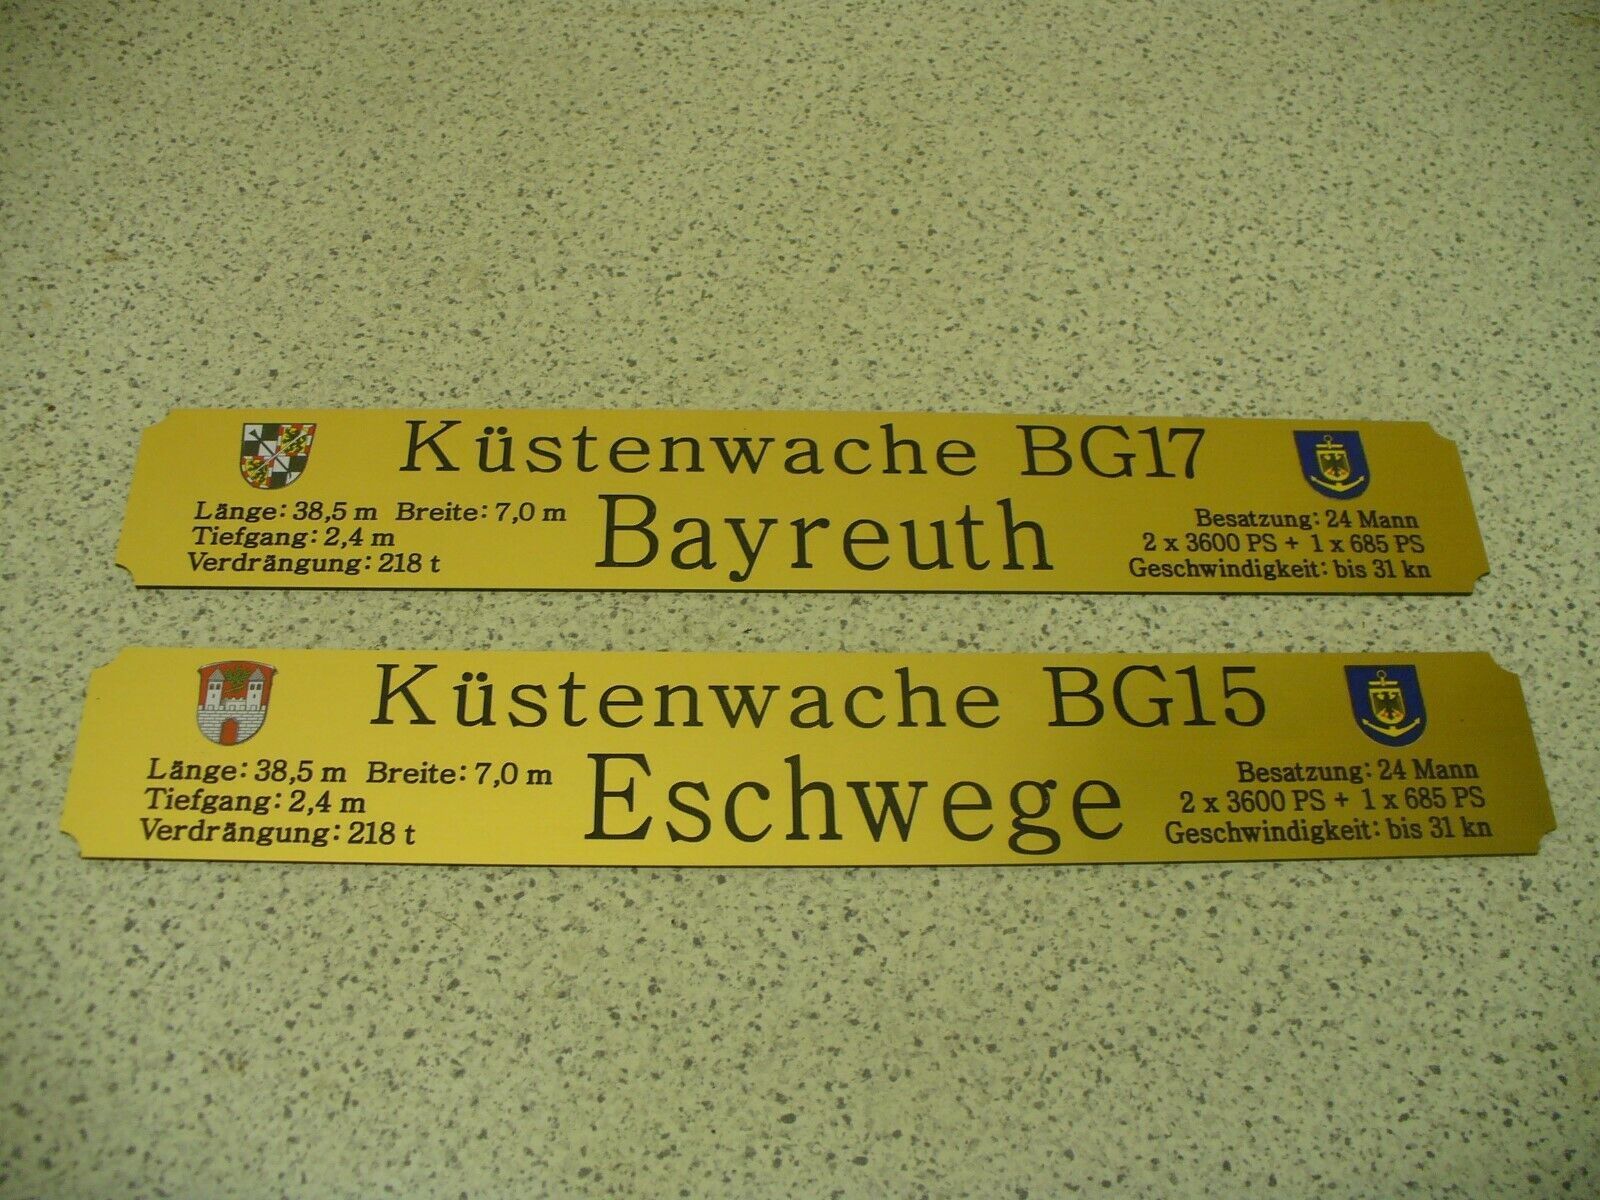 Küstenwache BG17
Bayreuth
Länge: 38,5 m Breite: 7,0 m
Tiefgang: 2,4 m
Verdrängung: 218 t
Besatzung: 24 Mann
2 x 3600 PS + 1 x 685 PS
Geschwindigkeit: bis 31 kn
Küstenwache BG15
Eschwege
Länge: 38,5 m Breite: 7,0 m
Tiefgang: 2,4 m
Verdrängung: 218 t
Besatzung: 24 Mann
2 x 3600 PS + 1 x 685 PS
Geschwindigkeit: bis 31 kn